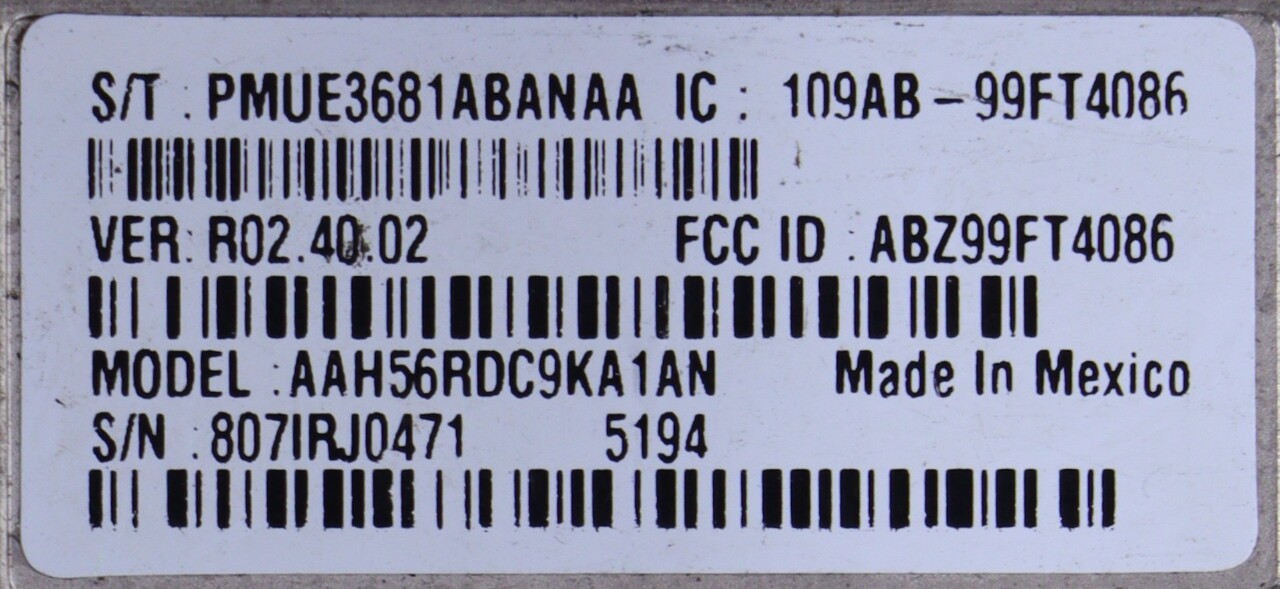 S/T : PMUE3681ABANAA IC : 109AB - 99FT4086
VER: R02.40.02 FCC ID : ABZ99FT4086
MODEL : AAH56RDC9KA1AN Made In Mexico
S/N : 807IRJ0471 5194